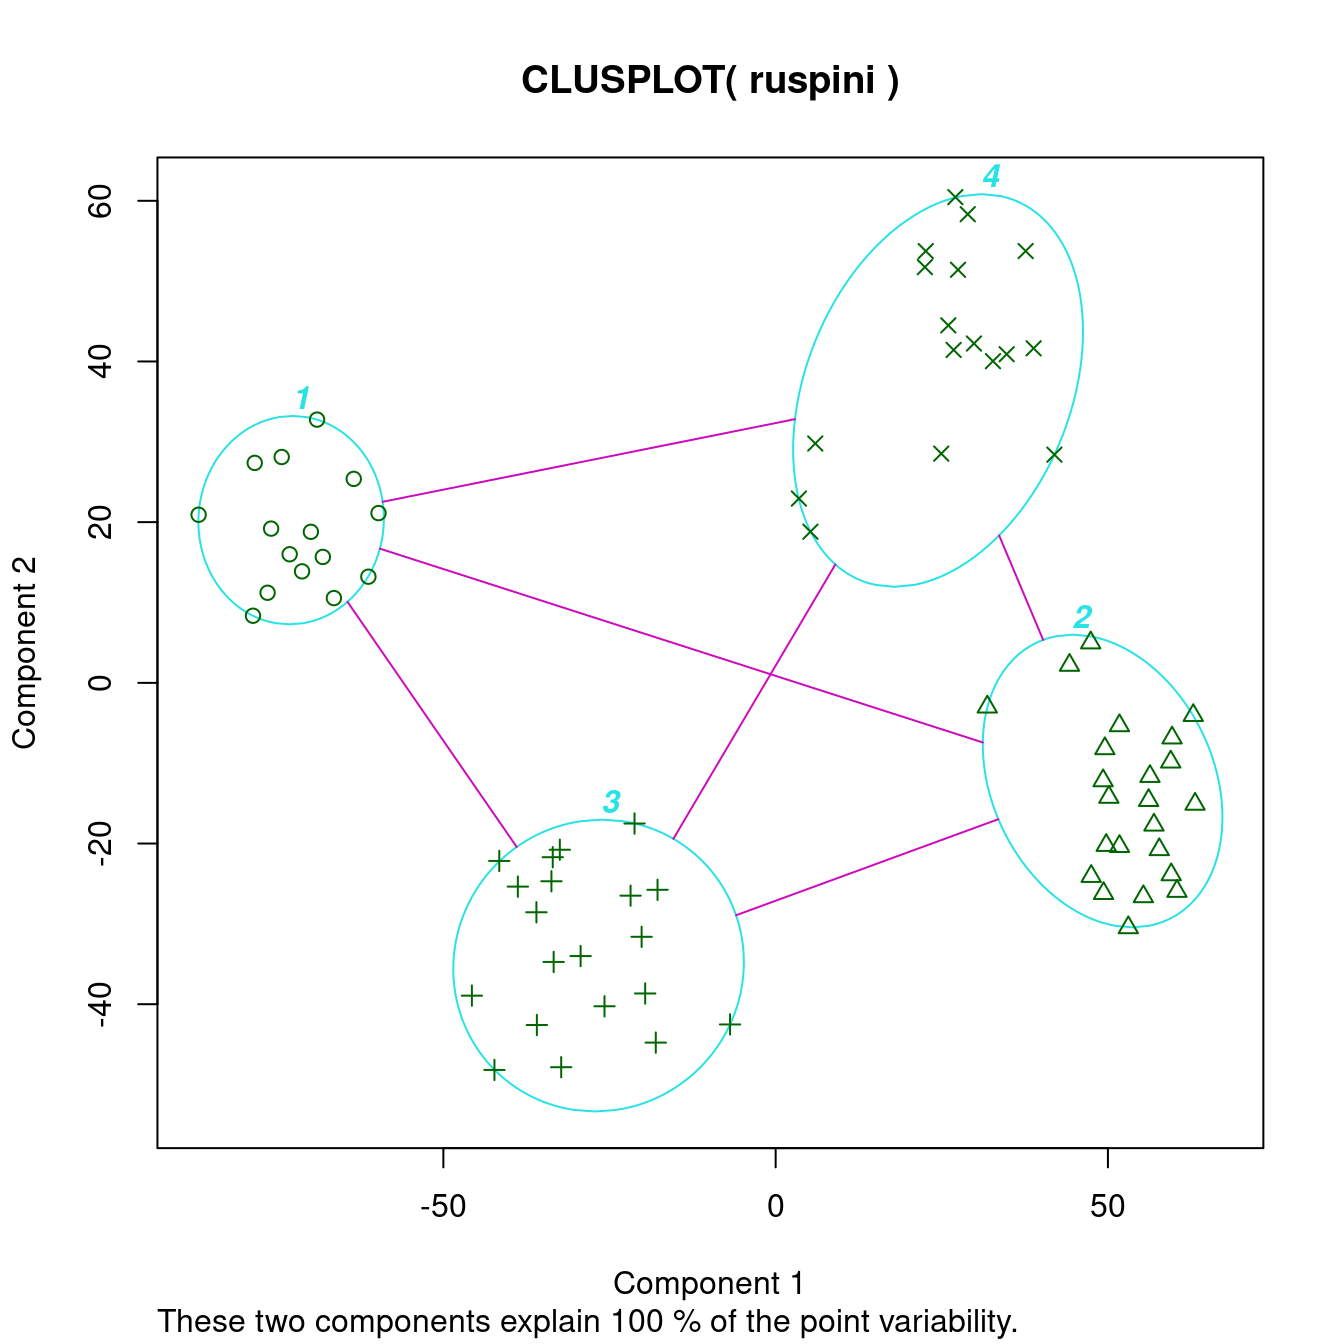 CLUSPLOT( ruspini )
60
40
20
0
-20
-40
Component 2
4
1
2
3
-50 0 50
Component 1
These two components explain 100 % of the point variability.